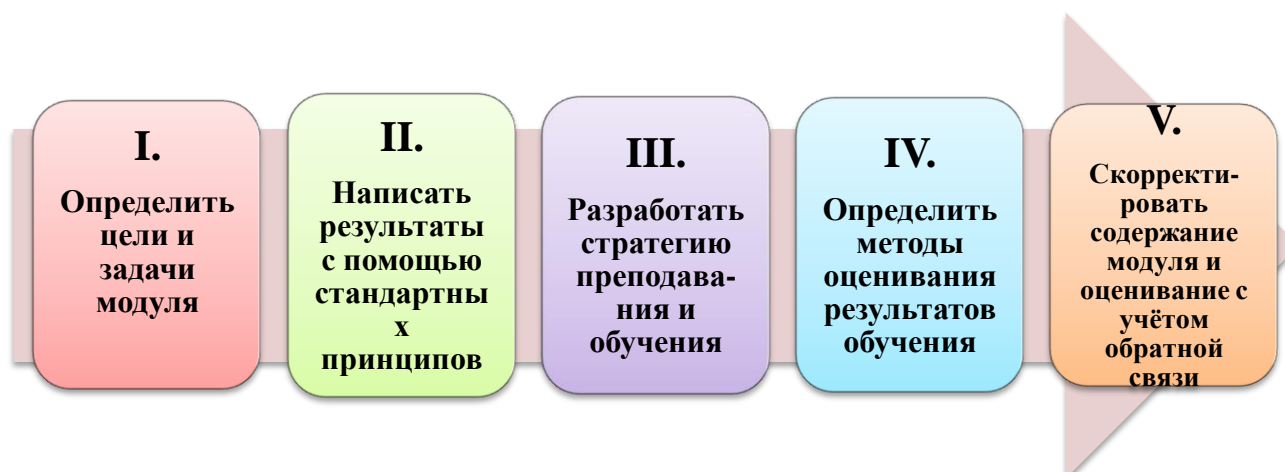 I.
Определить
цели и
задачи
модуля
II.
Написать
результаты
с помощью
стандартны
х
принципов
III.
Разработать
стратегию
преподава-
ния и
обучения
IV.
Определить
методы
оценивания
результатов
обучения
V.
Скорректи-
ровать
содержание
модуля и
оценивание с
учётом
обратной
связи